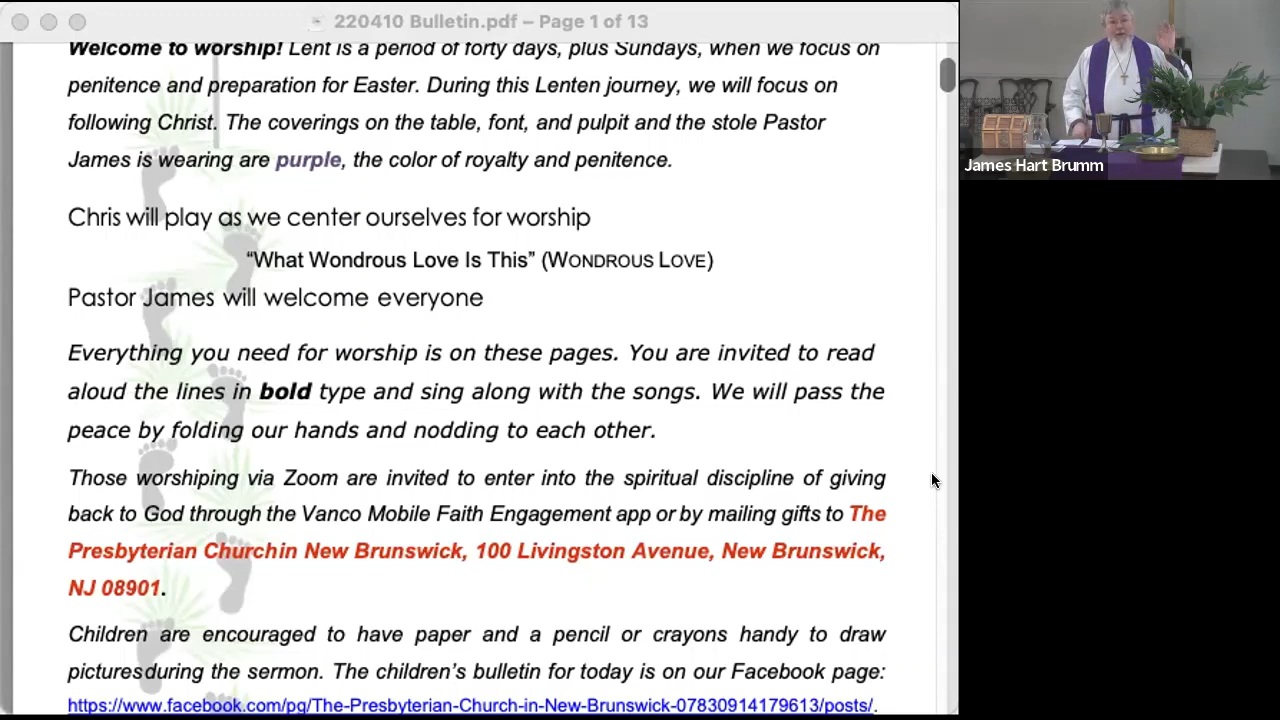 220410 Bulletin.pdf – Page 1 of 13
Welcome to worship! Lent is a period of forty days, plus Sundays, when we focus on
penitence and preparation for Easter. During this Lenten journey, we will focus on
following Christ. The coverings on the table, font, and pulpit and the stole Pastor
James is wearing are purple, the color of royalty and penitence.
Chris will play as we center ourselves for worship
“What Wondrous Love Is This” (WONDROUS LOVE)
Pastor James will welcome everyone
Everything you need for worship is on these pages. You are invited to read
aloud the lines in bold type and sing along with the songs. We will pass the
peace by folding our hands and nodding to each other.
Those worshiping via Zoom are invited to enter into the spiritual discipline of giving
back to God through the Vanco Mobile Faith Engagement app or by mailing gifts to The
Presbyterian Churchin New Brunswick, 100 Livingston Avenue, New Brunswick,
NJ 08901.
Children are encouraged to have paper and a pencil or crayons handy to draw
picturesduring the sermon. The children’s bulletin for today is on our Facebook page:
https://www.facebook.com/pg/The-Presbyterian-Church-in-New-Brunswick-07830914179613/posts/.
James Hart Brumm